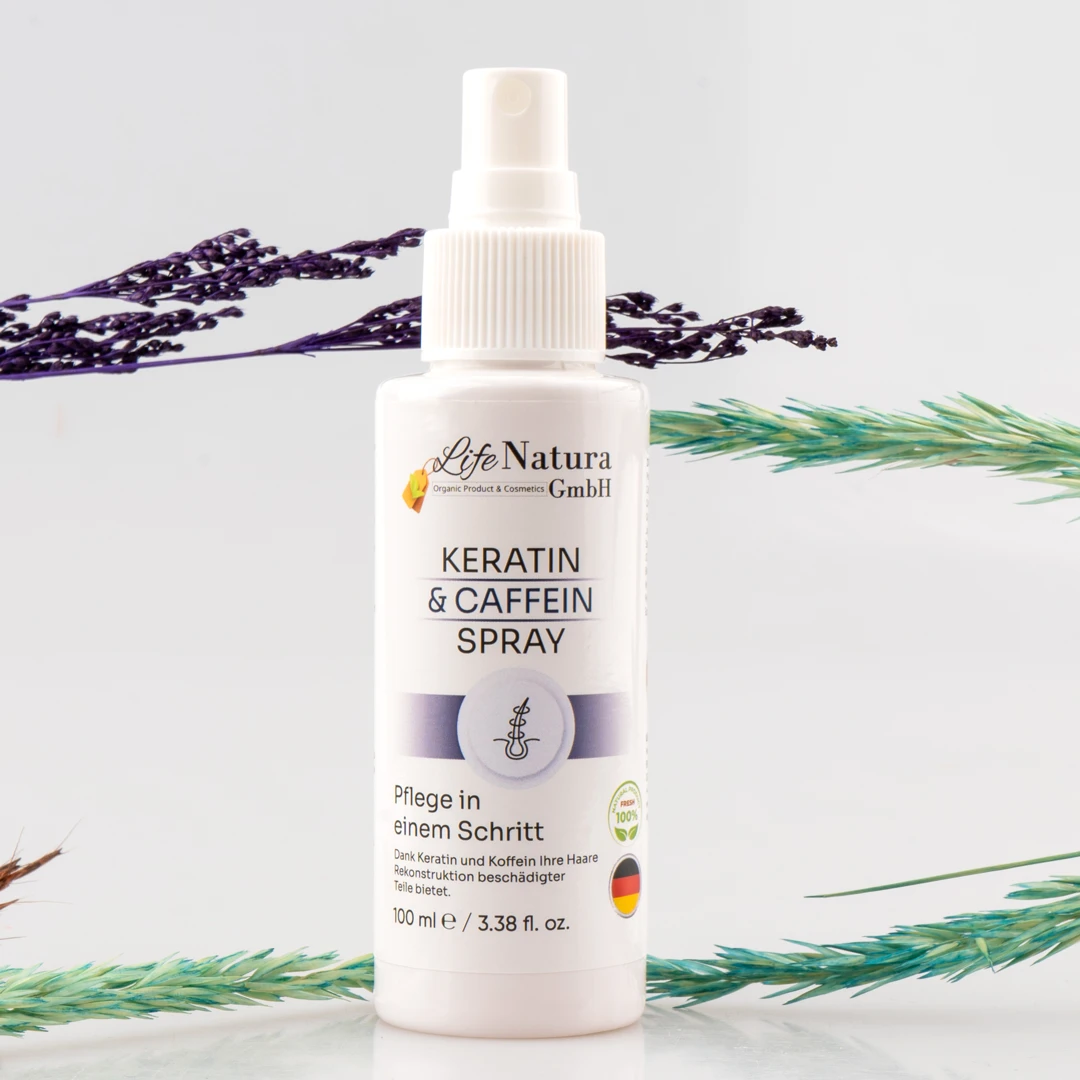 Life Natura
Organic Product & Cosmetics GmbH
KERATIN
& CAFFEIN
SPRAY
Pflege in
einem Schritt
Dank Keratin und Koffein Ihre Haare
Rekonstruktion beschädigter
Teile bietet.
100 ml ℮ / 3.38 fl. oz.
NATURAL
FRESH
100%